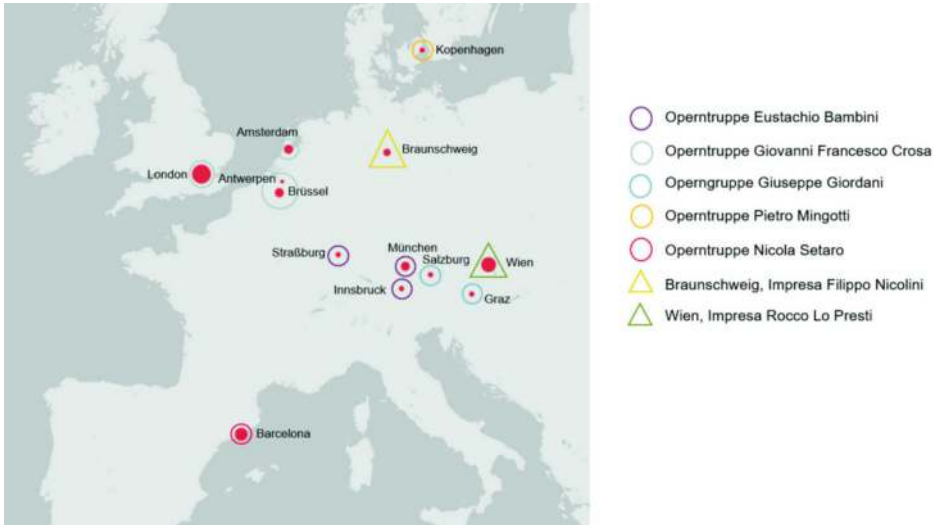 Kopenhagen
Amsterdam
Braunschweig
London
Antwerpen
Brüssel
Straßburg
München
Salzburg
Wien
Innsbruck
Graz
Barcelona
Operntruppe Eustachio Bambini
Operntruppe Giovanni Francesco Crosa
Operngruppe Giuseppe Giordani
Operntruppe Pietro Mingotti
Operntruppe Nicola Setaro
Braunschweig, Impresa Filippo Nicolini
Wien, Impresa Rocco Lo Presti